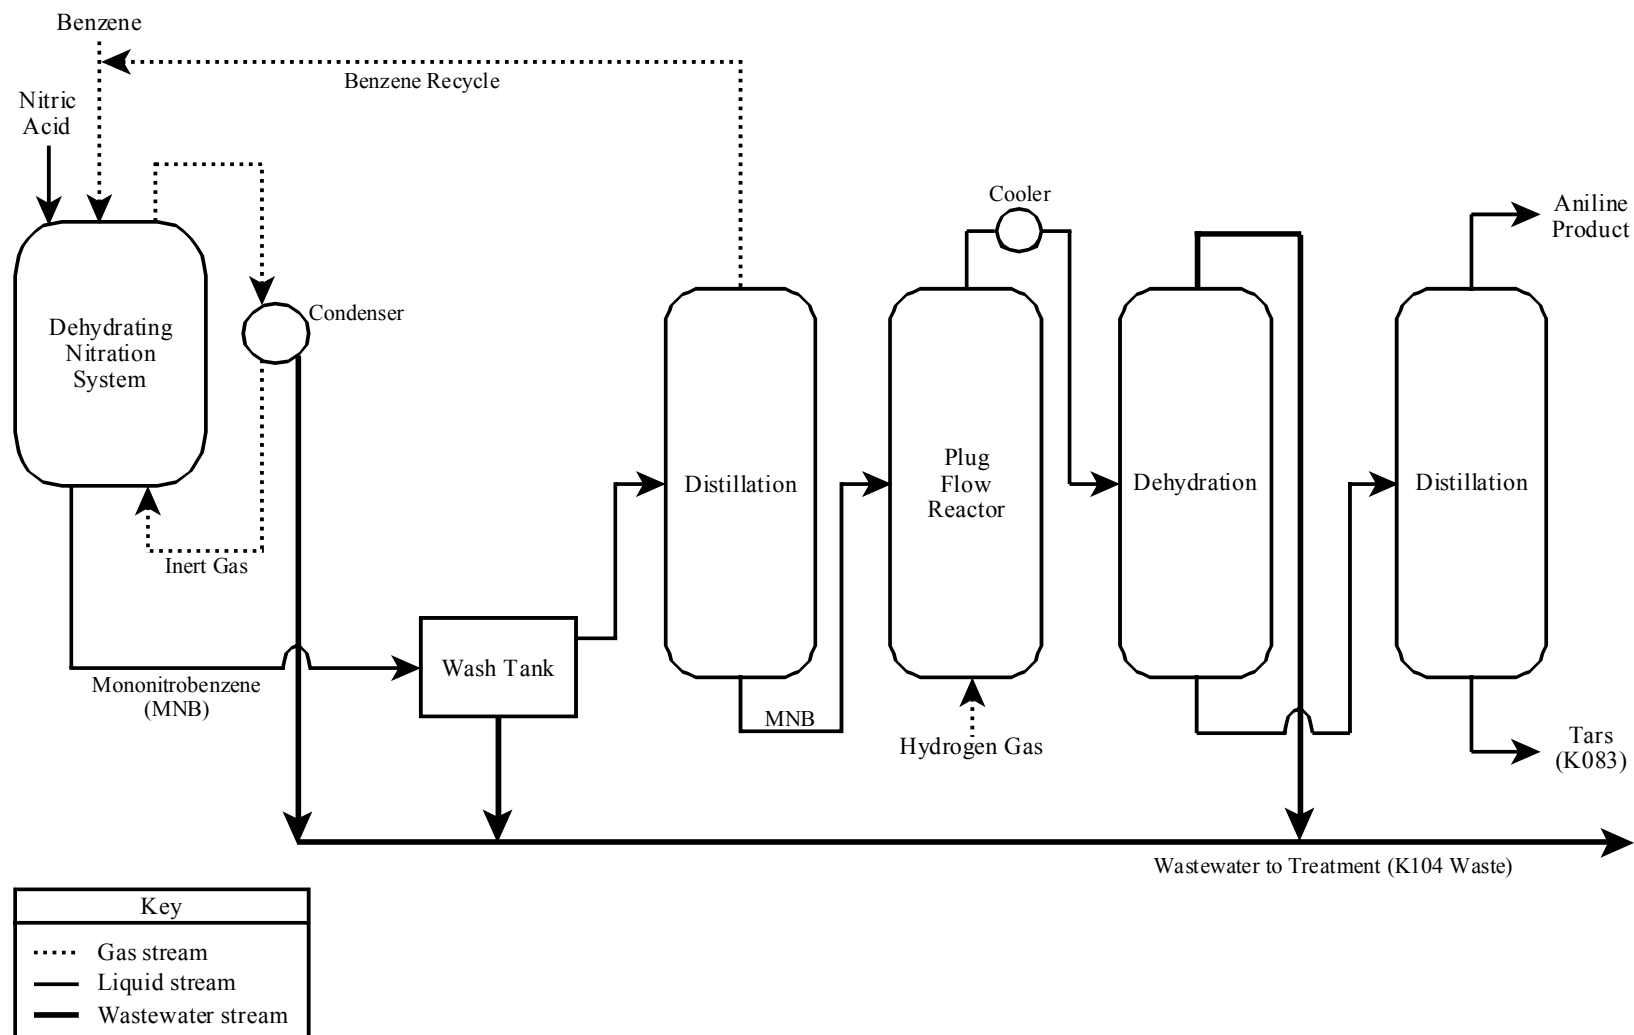 Benzene
Benzene Recycle
Nitric
Acid
Cooler
Aniline
Product
Condenser
Dehydrating
Nitration
System
Distillation
Plug
Flow
Reactor
Dehydration
Distillation
Inert Gas
Wash Tank
Mononitrobenzene
(MNB)
MNB
Hydrogen Gas
Tars
(K083)
Wastewater to Treatment (K104 Waste)
Key
Gas stream
Liquid stream
Wastewater stream